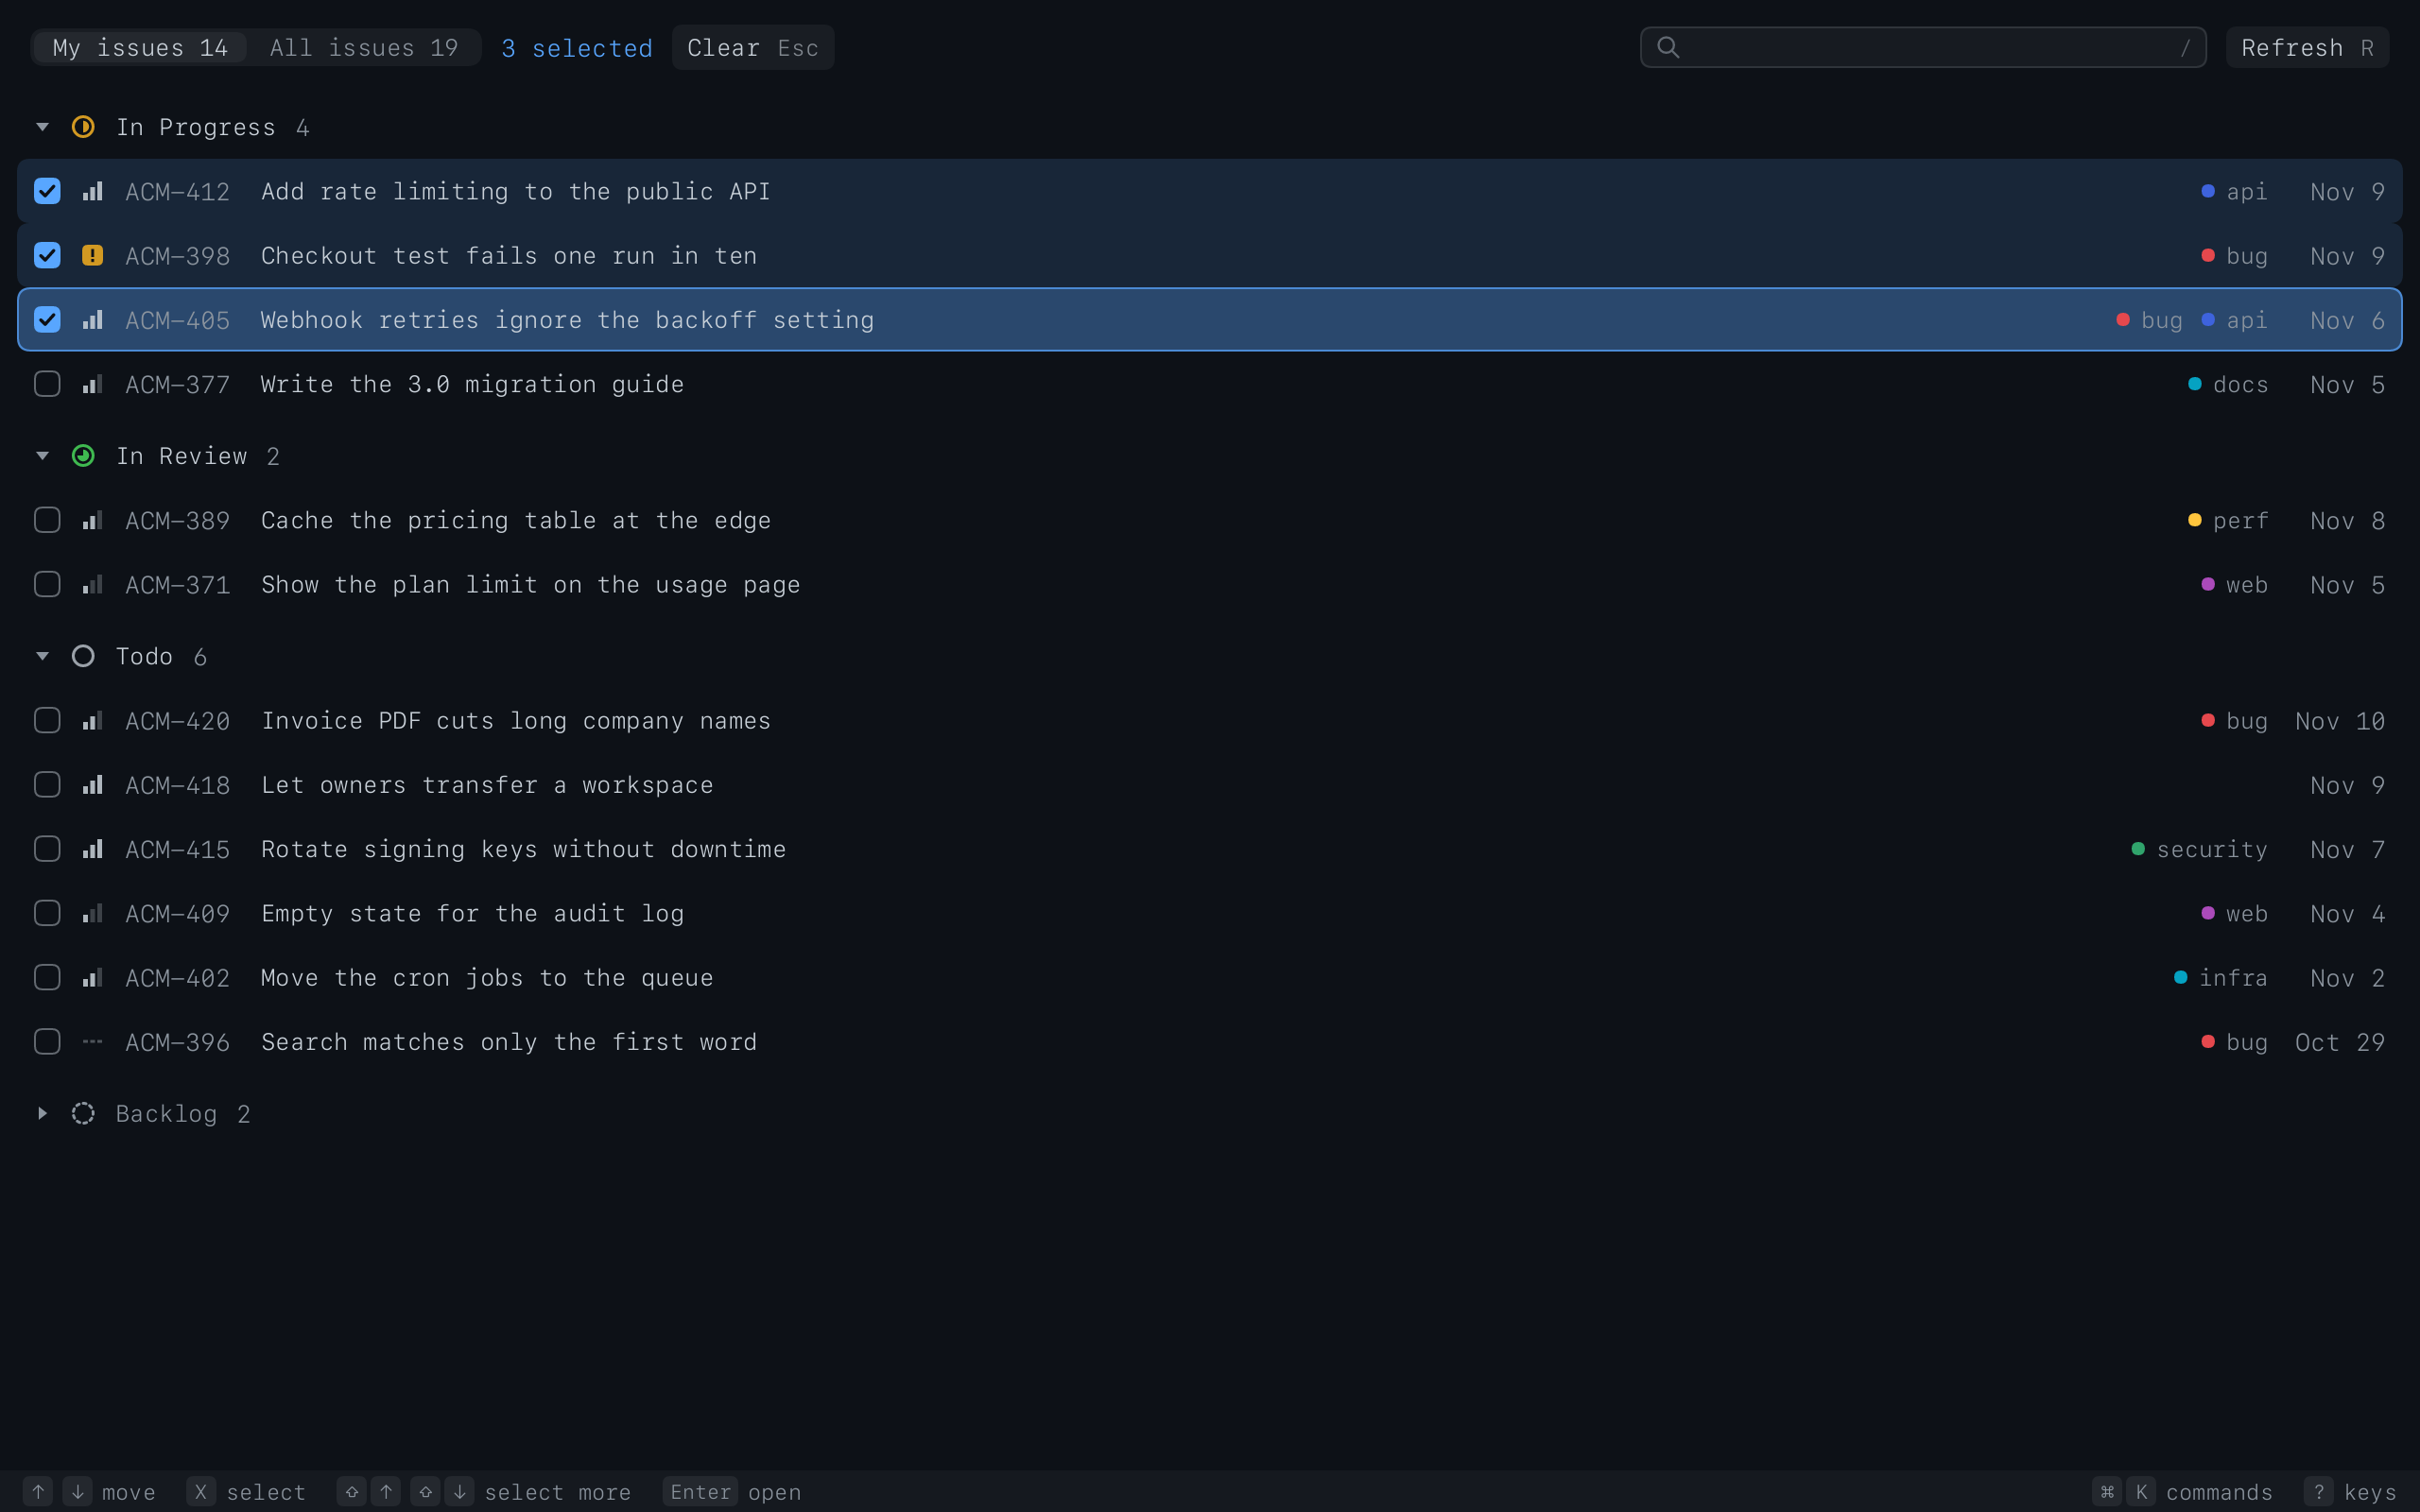 My issues 14 All issues 19 3 selected Clear Esc / Refresh R
In Progress 4
ACM-412 Add rate limiting to the public API api Nov 9
ACM-398 Checkout test fails one run in ten bug Nov 9
ACM-405 Webhook retries ignore the backoff setting bug api Nov 6
ACM-377 Write the 3.0 migration guide docs Nov 5
In Review 2
ACM-389 Cache the pricing table at the edge perf Nov 8
ACM-371 Show the plan limit on the usage page web Nov 5
Todo 6
ACM-420 Invoice PDF cuts long company names bug Nov 10
ACM-418 Let owners transfer a workspace Nov 9
ACM-415 Rotate signing keys without downtime security Nov 7
ACM-409 Empty state for the audit log web Nov 4
ACM-402 Move the cron jobs to the queue infra Nov 2
ACM-396 Search matches only the first word bug Oct 29
Backlog 2
↑ ↓ move X select ⇧ ↑ ⇧ ↓ select more Enter open ⌘ K commands ? keys